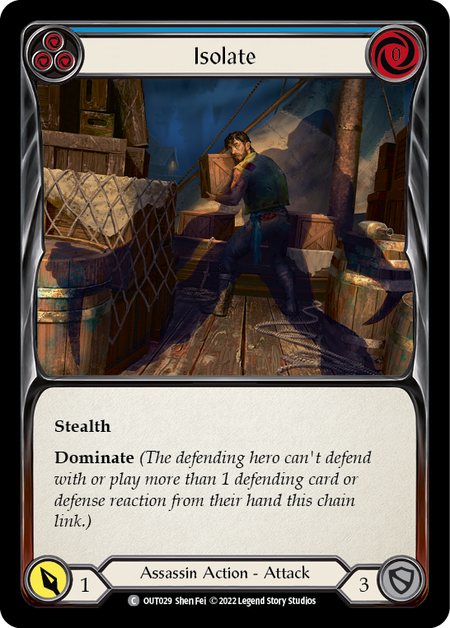 Isolate
0
Stealth
Dominate (The defending hero can't defend
with or play more than 1 defending card or
defense reaction from their hand this chain
link.)
1
Assassin Action - Attack
3
C OUT029 Shen Fei © 2022 Legend Story Studios